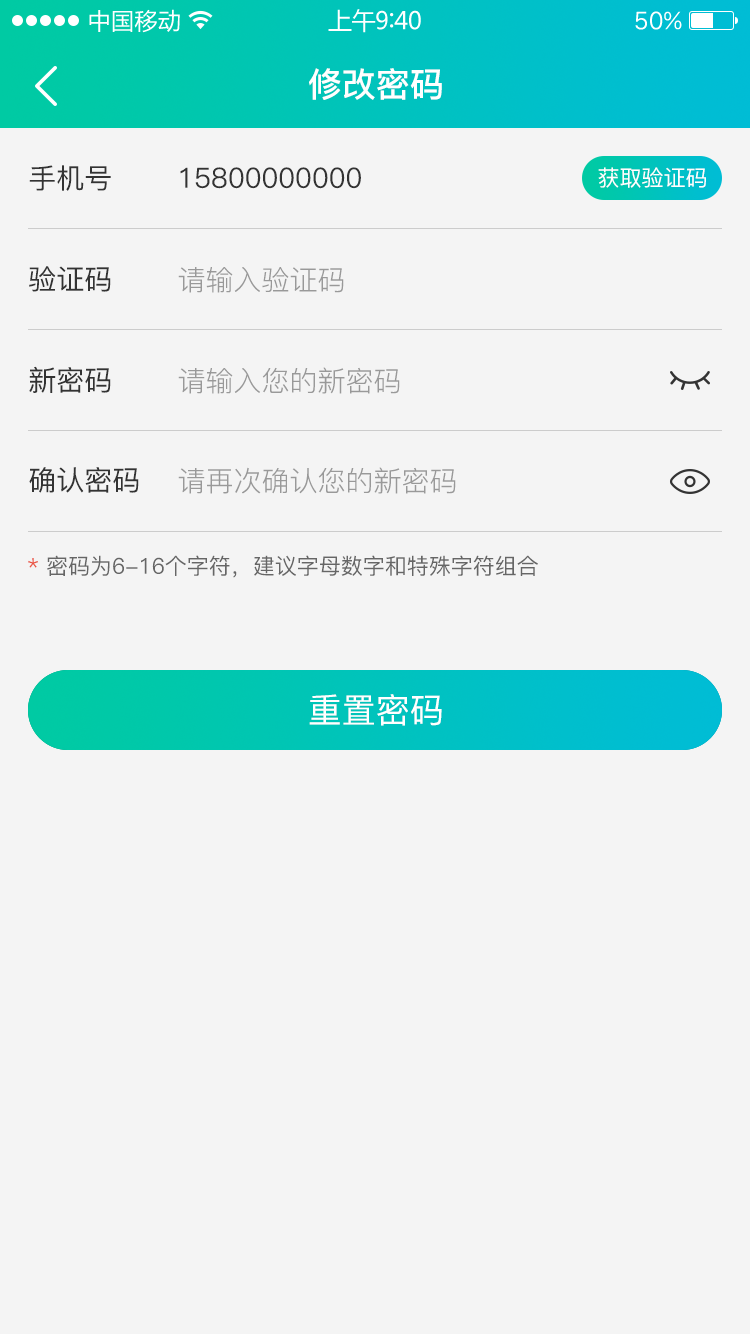 中国移动 上午9:40 50%
修改密码
手机号 15800000000 获取验证码
验证码 请输入验证码
新密码 请输入您的新密码
确认密码 请再次确认您的新密码
* 密码为6-16个字符，建议字母数字和特殊字符组合
重置密码